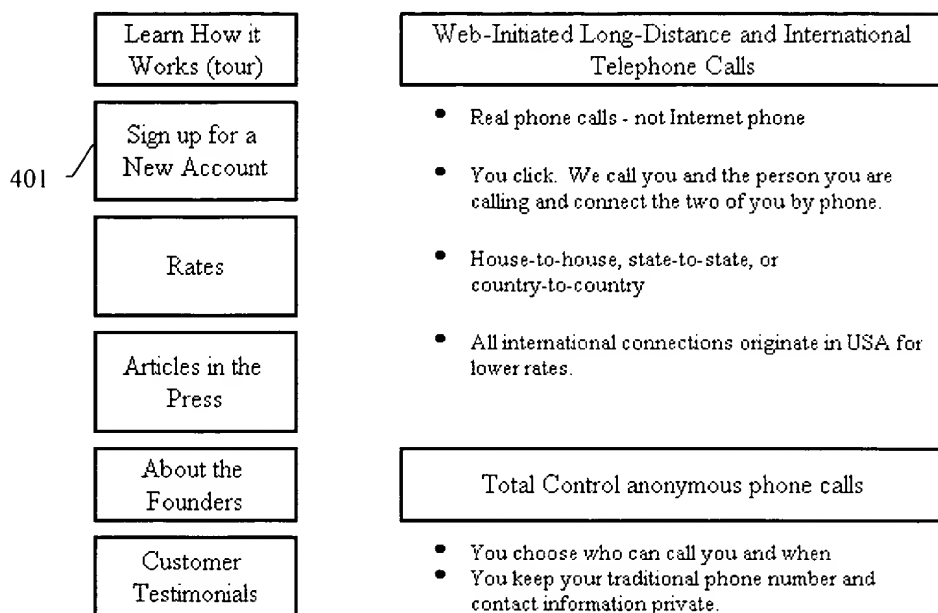 Learn How it
Works (tour)
401
Sign up for a
New Account
Rates
Articles in the
Press
About the
Founders
Customer
Testimonials
Web-Initiated Long-Distance and International
Telephone Calls
• Real phone calls - not Internet phone
• You click. We call you and the person you are
calling and connect the two of you by phone.
• House-to-house, state-to-state, or
country-to-country
• All international connections originate in USA for
lower rates.
Total Control anonymous phone calls
• You choose who can call you and when
• You keep your traditional phone number and
contact information private.